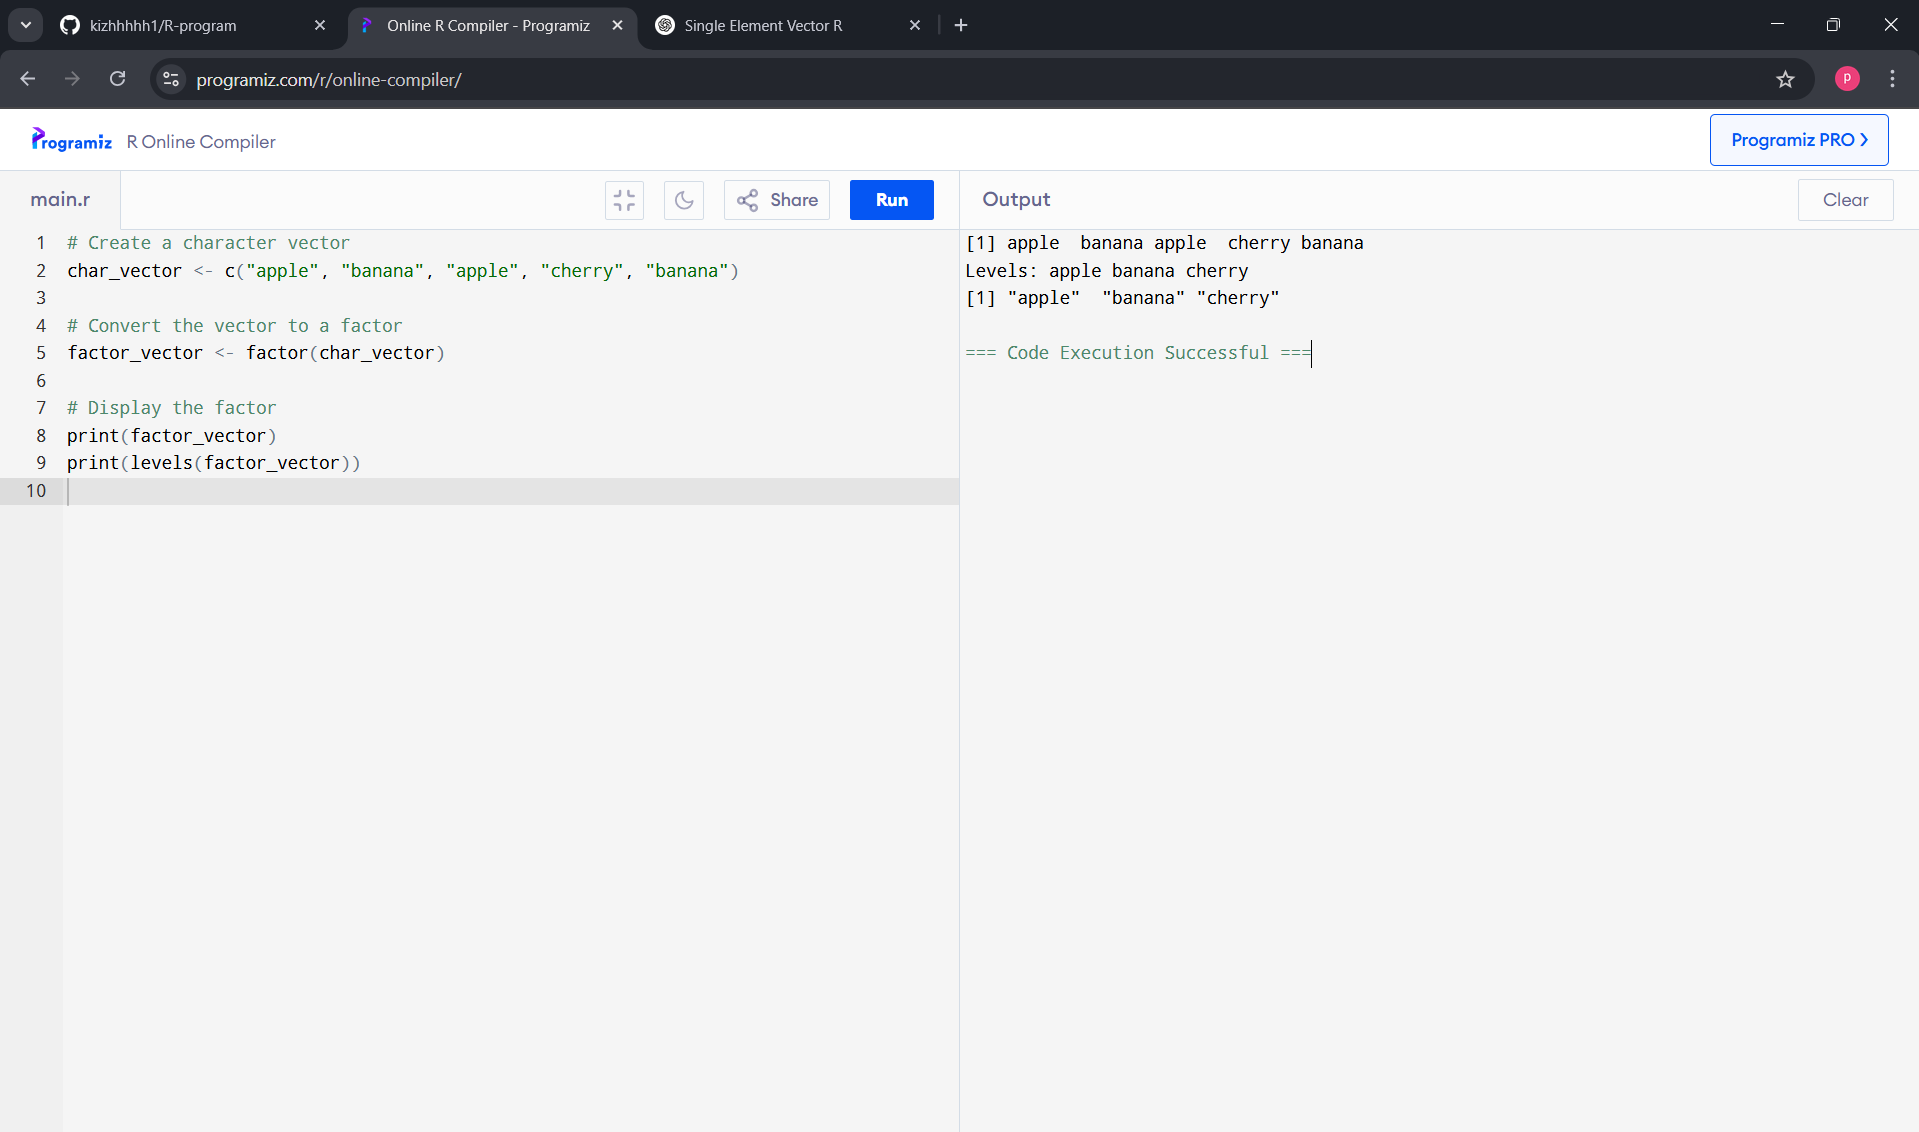 kizhhhhh1/R-program
Online R Compiler - Programiz
Single Element Vector R
programiz.com/r/online-compiler/
P
Programiz R Online Compiler
Programiz PRO
main.r
Share
Run
Output
Clear
1 # Create a character vector
2 char_vector <- c("apple", "banana", "apple", "cherry", "banana")
3
4 # Convert the vector to a factor
5 factor_vector <- factor(char_vector)
6
7 # Display the factor
8 print(factor_vector)
9 print(levels(factor_vector))
10
[1] apple  banana apple  cherry banana
Levels: apple banana cherry
[1] "apple"  "banana" "cherry"
=== Code Execution Successful ===